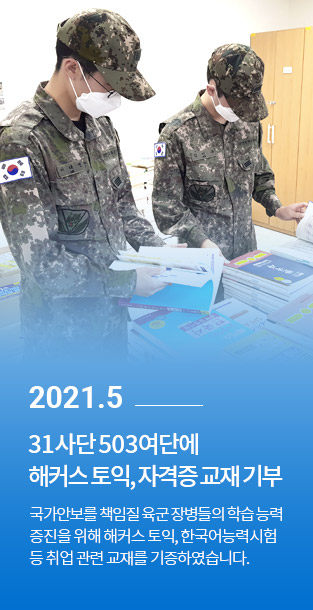 2021.5
31사단 503여단에
해커스 토익, 자격증 교재 기부
국가안보를 책임질 육군 장병들의 학습 능력
증진을 위해 해커스 토익, 한국어능력시험
등 취업 관련 교재를 기증하였습니다.